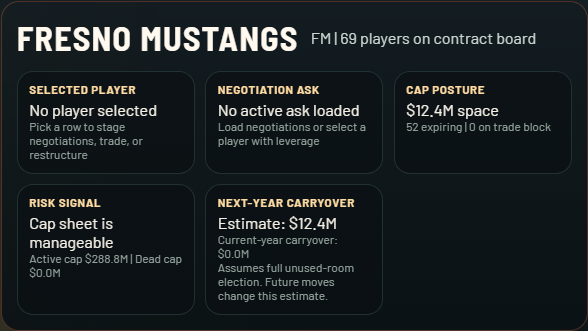 FRESNO MUSTANGS FM | 69 players on contract board
SELECTED PLAYER
No player selected
Pick a row to stage
negotiations, trade, or
restructure
NEGOTIATION ASK
No active ask loaded
Load negotiations or select a
player with leverage
CAP POSTURE
$12.4M space
52 expiring | 0 on trade block
RISK SIGNAL
Cap sheet is
manageable
Active cap $288.8M | Dead cap
$0.0M
NEXT-YEAR CARRYOVER
Estimate: $12.4M
Current-year carryover:
$0.0M
Assumes full unused-room
election. Future moves
change this estimate.